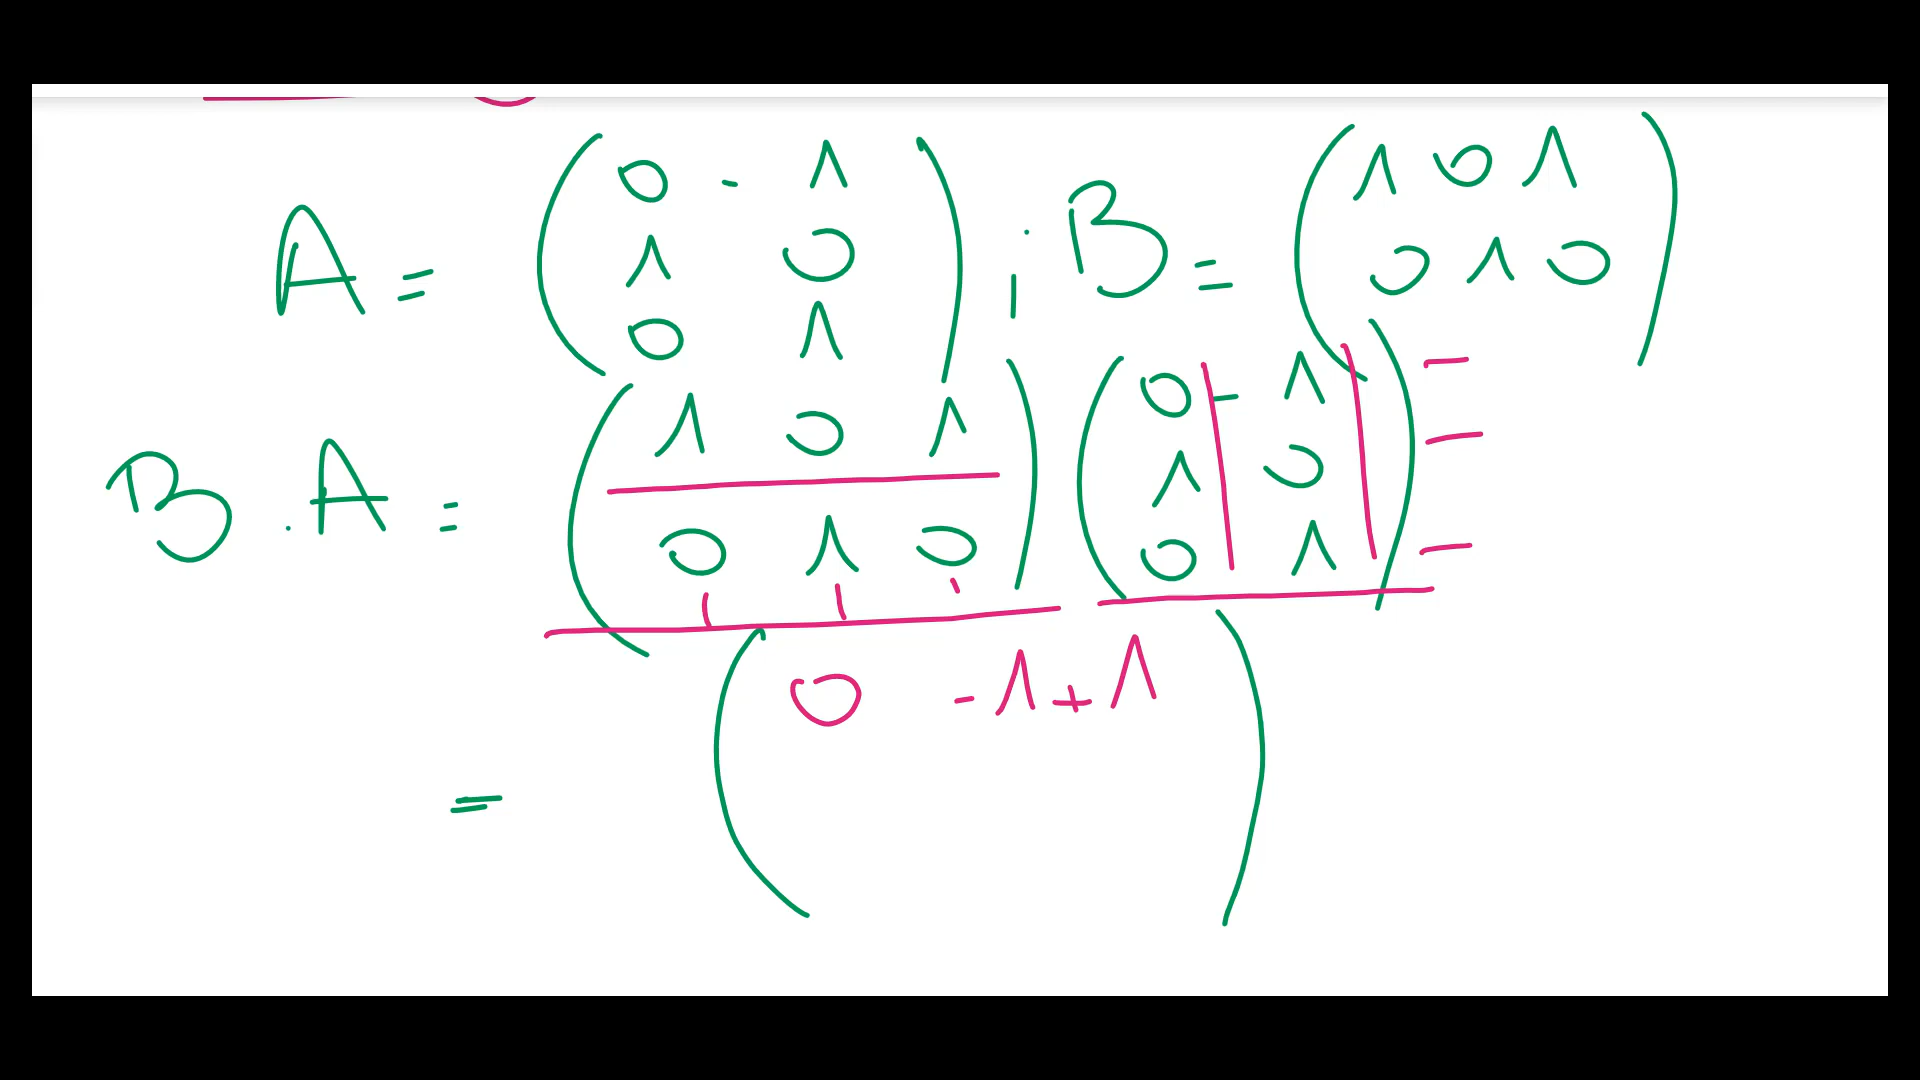 A = ( 0 -1 ; B = ( 1 0 1
1 0
0 1 ) 0 1 0 )
B . A = ( 1 0 1 ( 0 -1
1 0
0 1 0 ) 0 1 )
= ( 0 -1+1 )